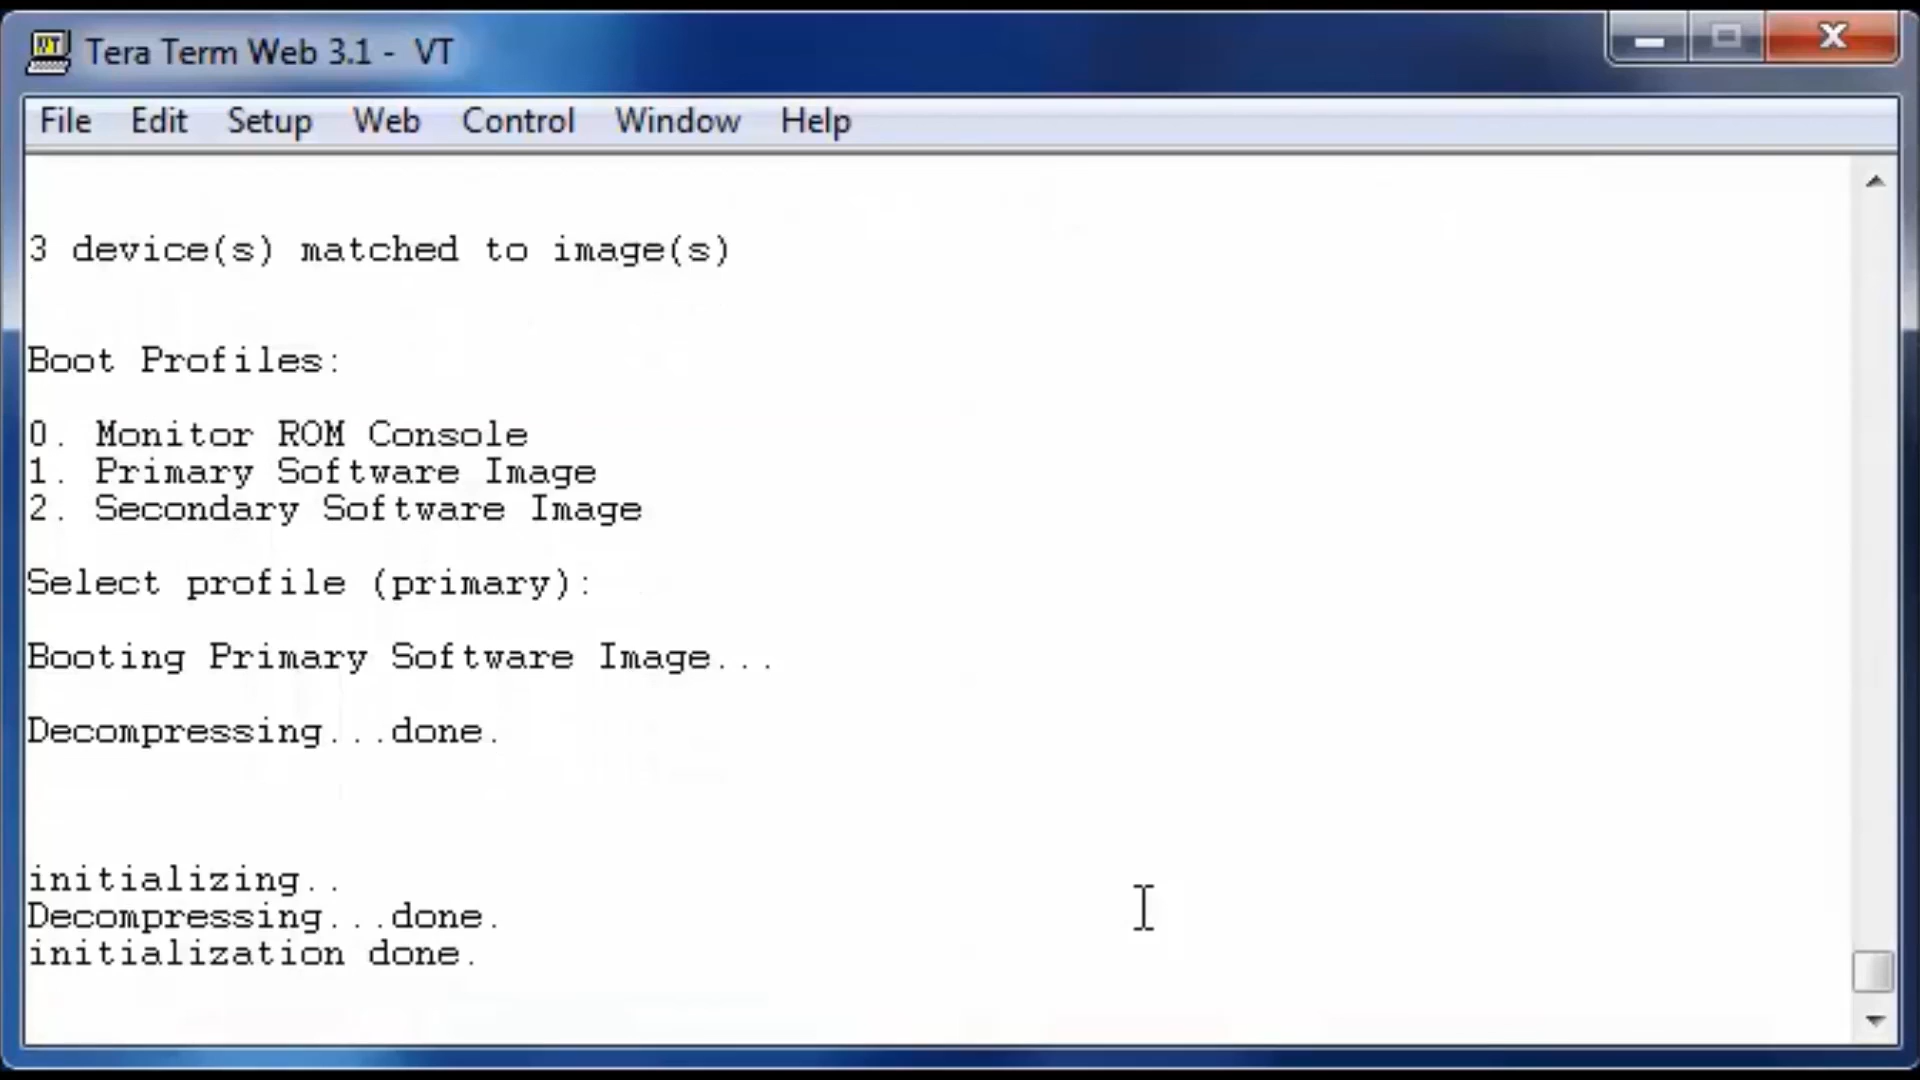 Tera Term Web 3.1 - VT
File Edit Setup Web Control Window Help
3 device(s) matched to image(s)
Boot Profiles:
0. Monitor ROM Console
1. Primary Software Image
2. Secondary Software Image
Select profile (primary):
Booting Primary Software Image...
Decompressing...done.
initializing..
Decompressing...done.
initialization done.